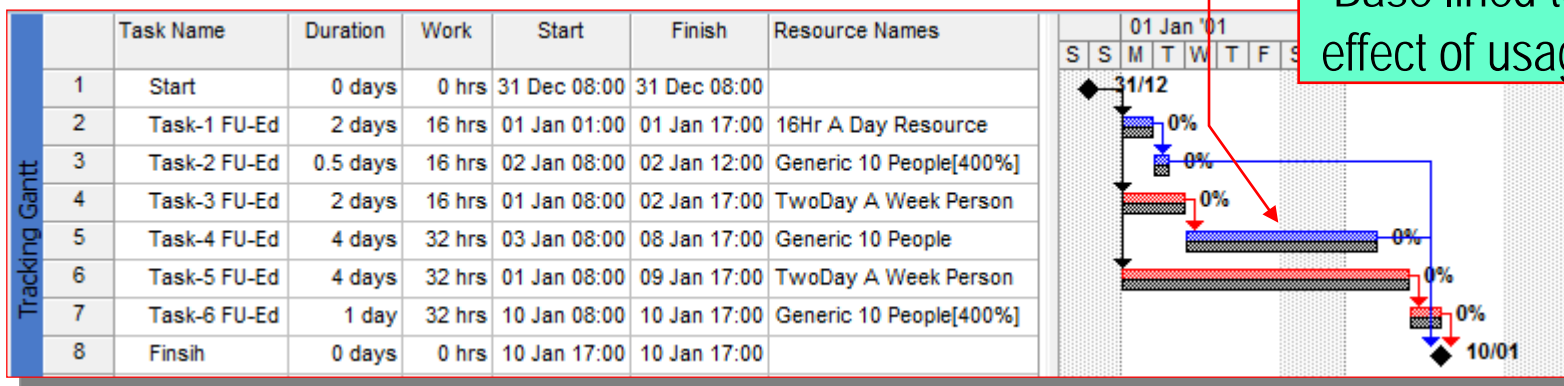 Base lined t
effect of usag
Task Name Duration Work Start Finish Resource Names 01 Jan '01
S S M T W T F S
1 Start 0 days 0 hrs 31 Dec 08:00 31 Dec 08:00 31/12
2 Task-1 FU-Ed 2 days 16 hrs 01 Jan 01:00 01 Jan 17:00 16Hr A Day Resource 0%
3 Task-2 FU-Ed 0.5 days 16 hrs 02 Jan 08:00 02 Jan 12:00 Generic 10 People[400%] 0%
4 Task-3 FU-Ed 2 days 16 hrs 01 Jan 08:00 02 Jan 17:00 TwoDay A Week Person 0%
5 Task-4 FU-Ed 4 days 32 hrs 03 Jan 08:00 08 Jan 17:00 Generic 10 People 0%
6 Task-5 FU-Ed 4 days 32 hrs 01 Jan 08:00 09 Jan 17:00 TwoDay A Week Person 0%
7 Task-6 FU-Ed 1 day 32 hrs 10 Jan 08:00 10 Jan 17:00 Generic 10 People[400%] 0%
8 Finsih 0 days 0 hrs 10 Jan 17:00 10 Jan 17:00 10/01
Tracking Gantt